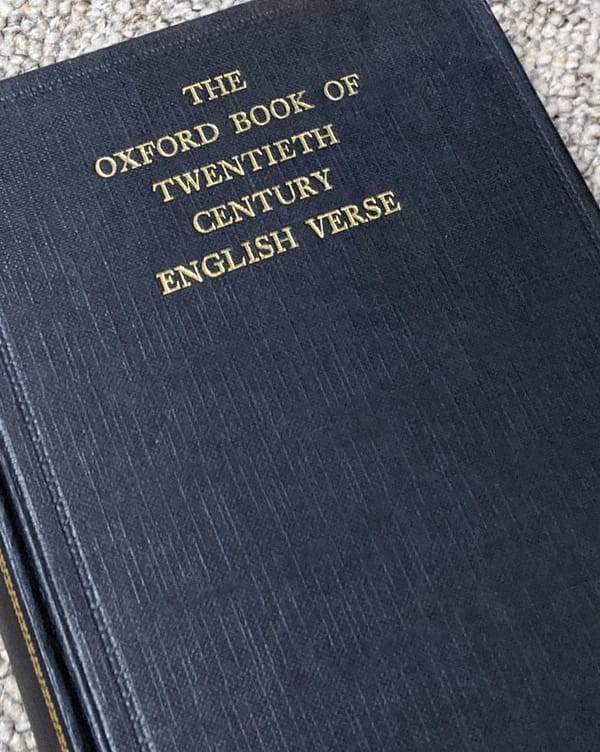 THE
OXFORD BOOK OF
TWENTIETH
CENTURY
ENGLISH VERSE